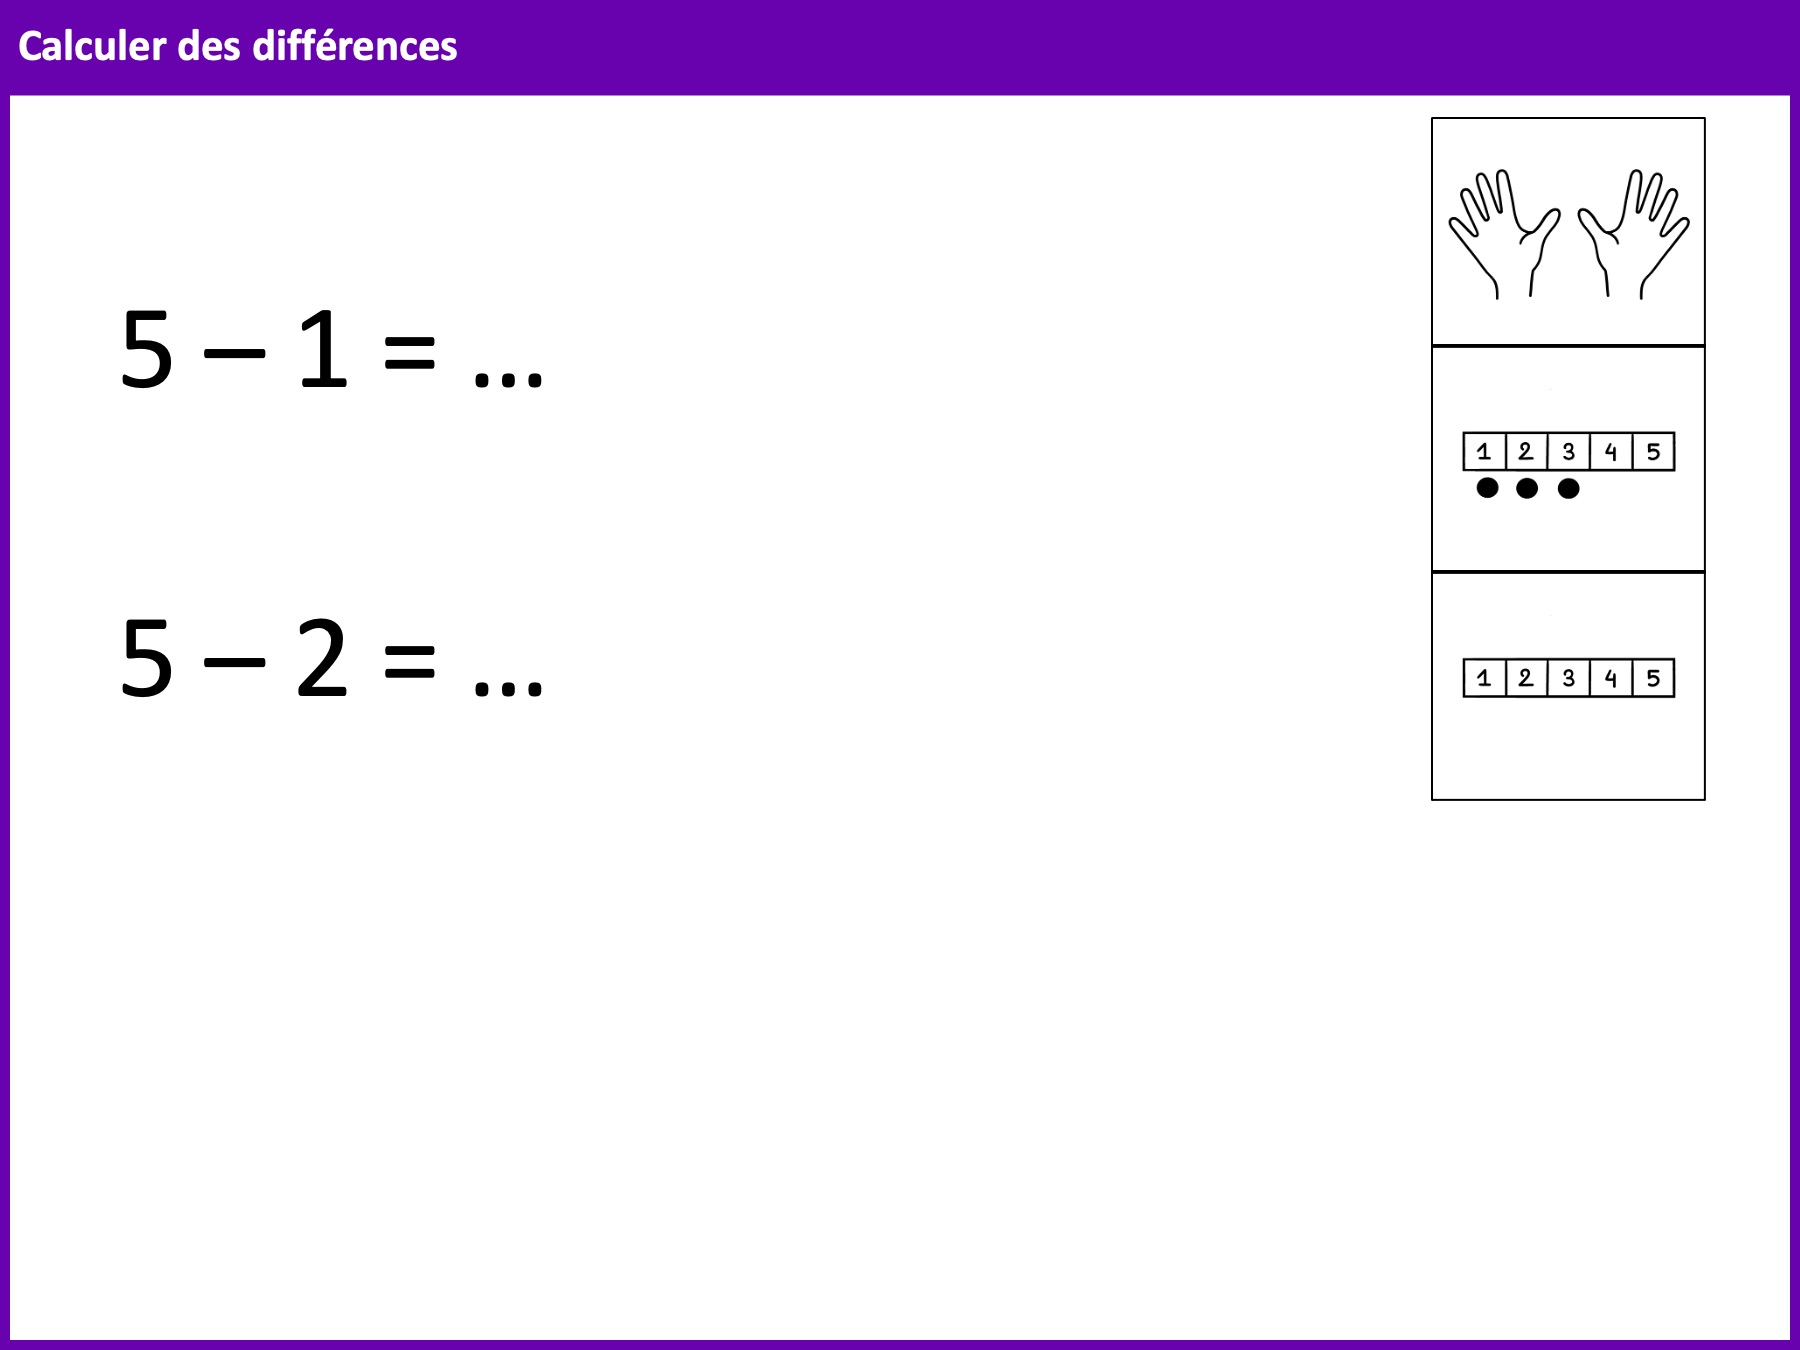 Calculer des différences
5 – 1 = ...
5 – 2 = ...
1 2 3 4 5
1 2 3 4 5